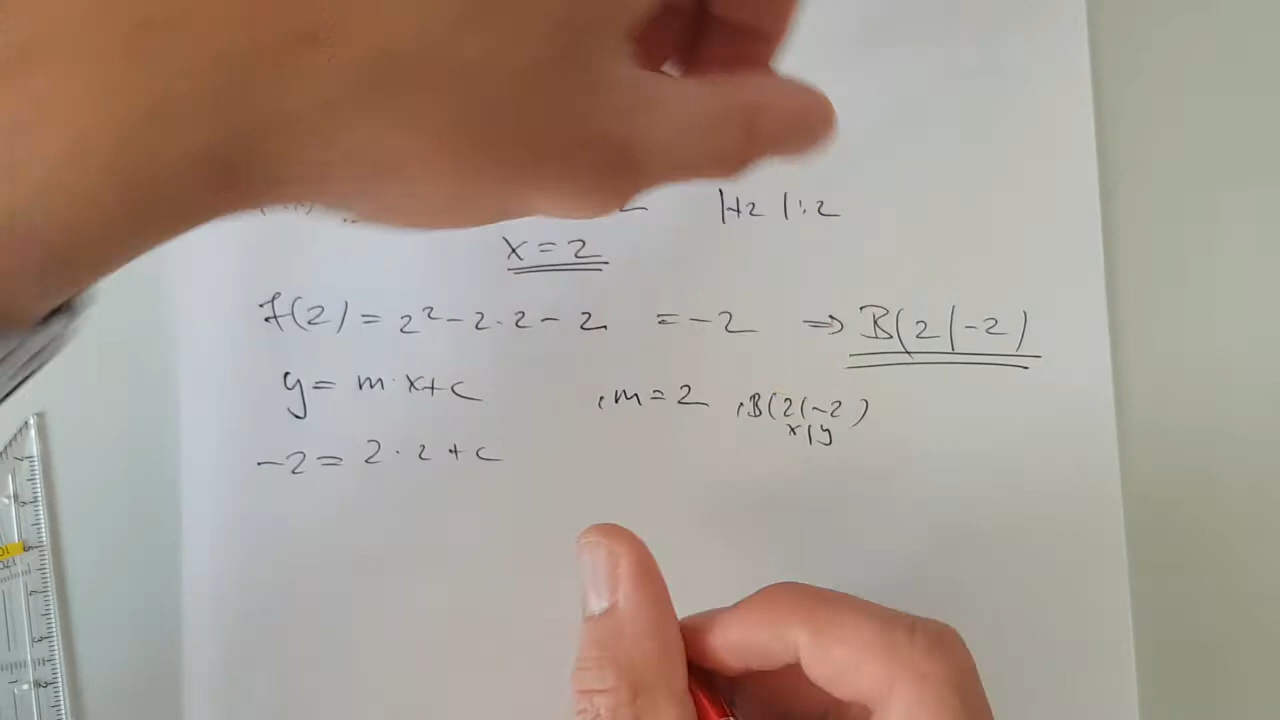 |+2 |:2
x = 2
f(2) = 2² - 2·2 - 2 = -2 ⇒ B(2|-2)
y = m·x+c , m = 2 , B(2|-2)
x|y
-2 = 2·2+c